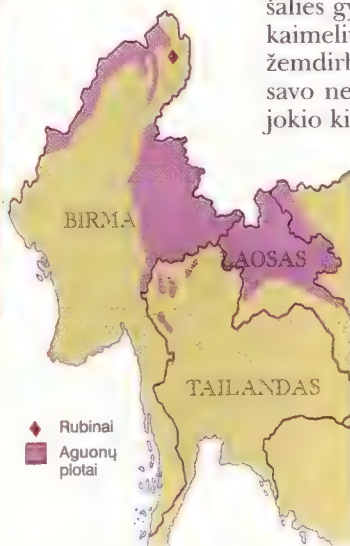 šalies gy
kaimeli
žemdirb
savo ne
jokio ki
BIRMA
LAOSAS
TAILANDAS
Rubinai
Aguonų
plotai